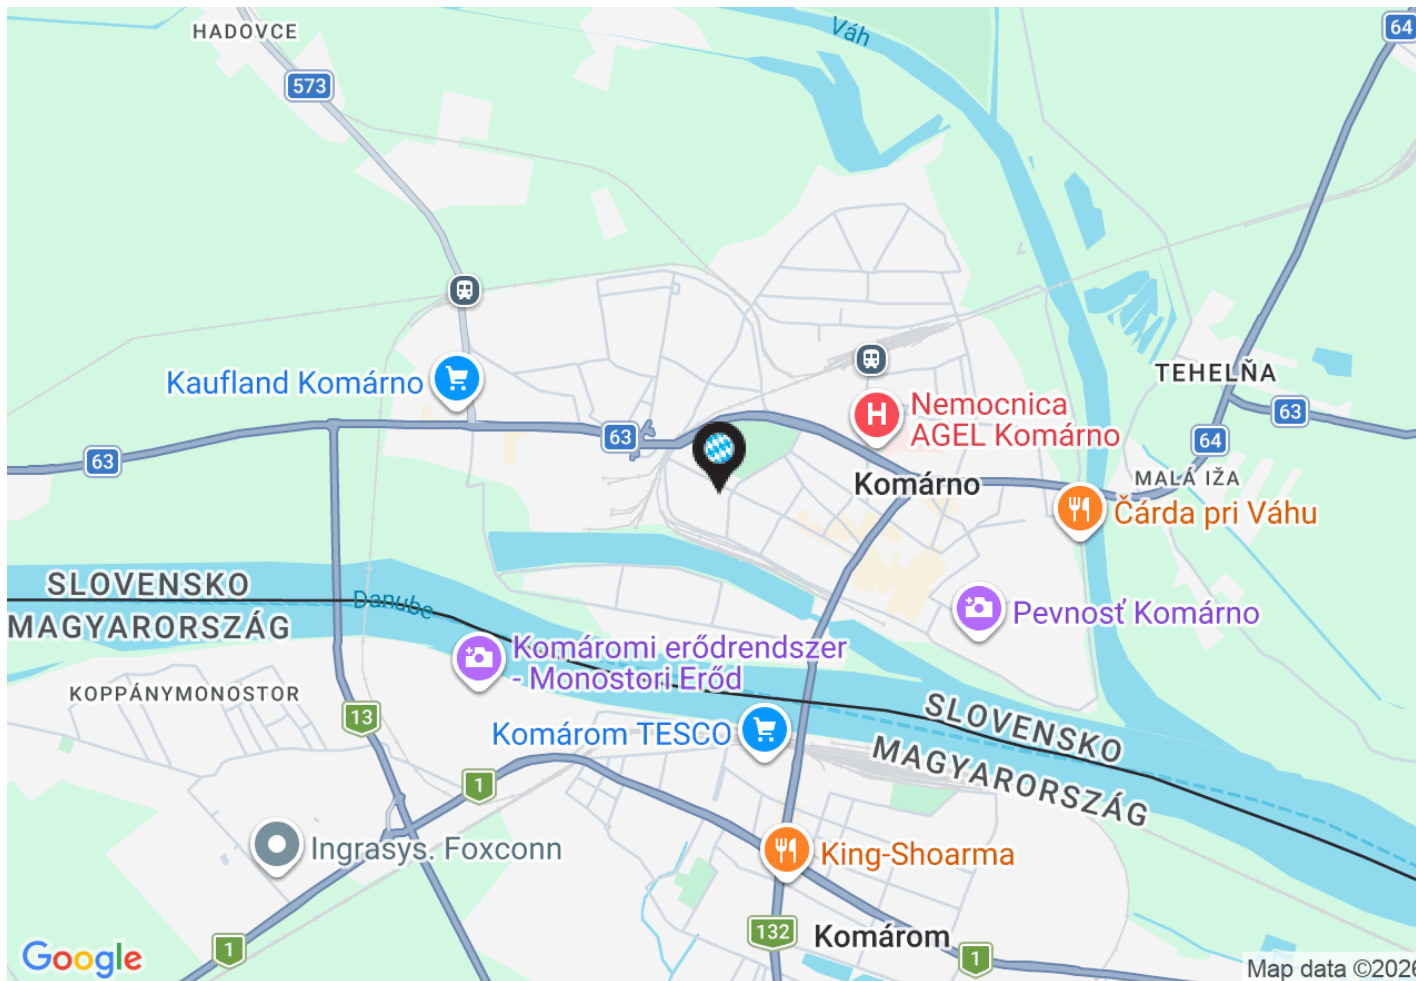 HADOVCE
Váh
64
573
Kaufland Komárno
TEHELŇA
Nemocnica
AGEL Komárno
63
63
63
64
Komárno
MALÁ IŽA
Čárda pri Váhu
SLOVENSKO
Danube
MAGYARORSZÁG
Pevnosť Komárno
Komáromi erődrendszer
- Monostori Erőd
KOPPÁNYMONOSTOR
13
Komárom TESCO
SLOVENSKO
MAGYARORSZÁG
1
Ingrasys. Foxconn
King-Shoarma
132
Komárom
1
1
Google
Map data ©2026